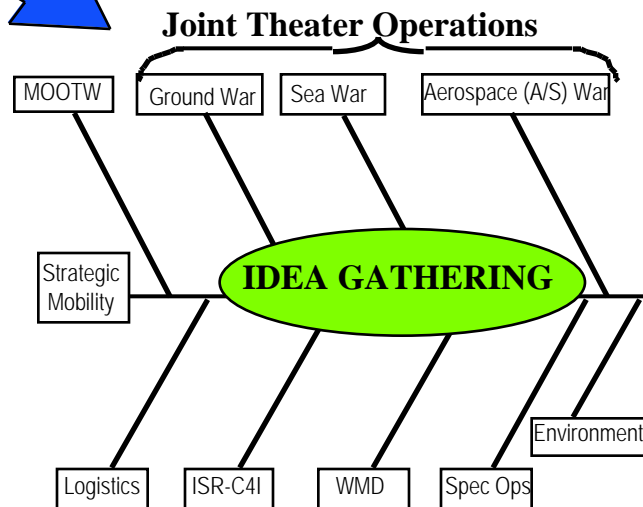 Joint Theater Operations
MOOTW
Ground War
Sea War
Aerospace (A/S) War
Strategic
Mobility
IDEA GATHERING
Environment
Logistics
ISR-C4I
WMD
Spec Ops